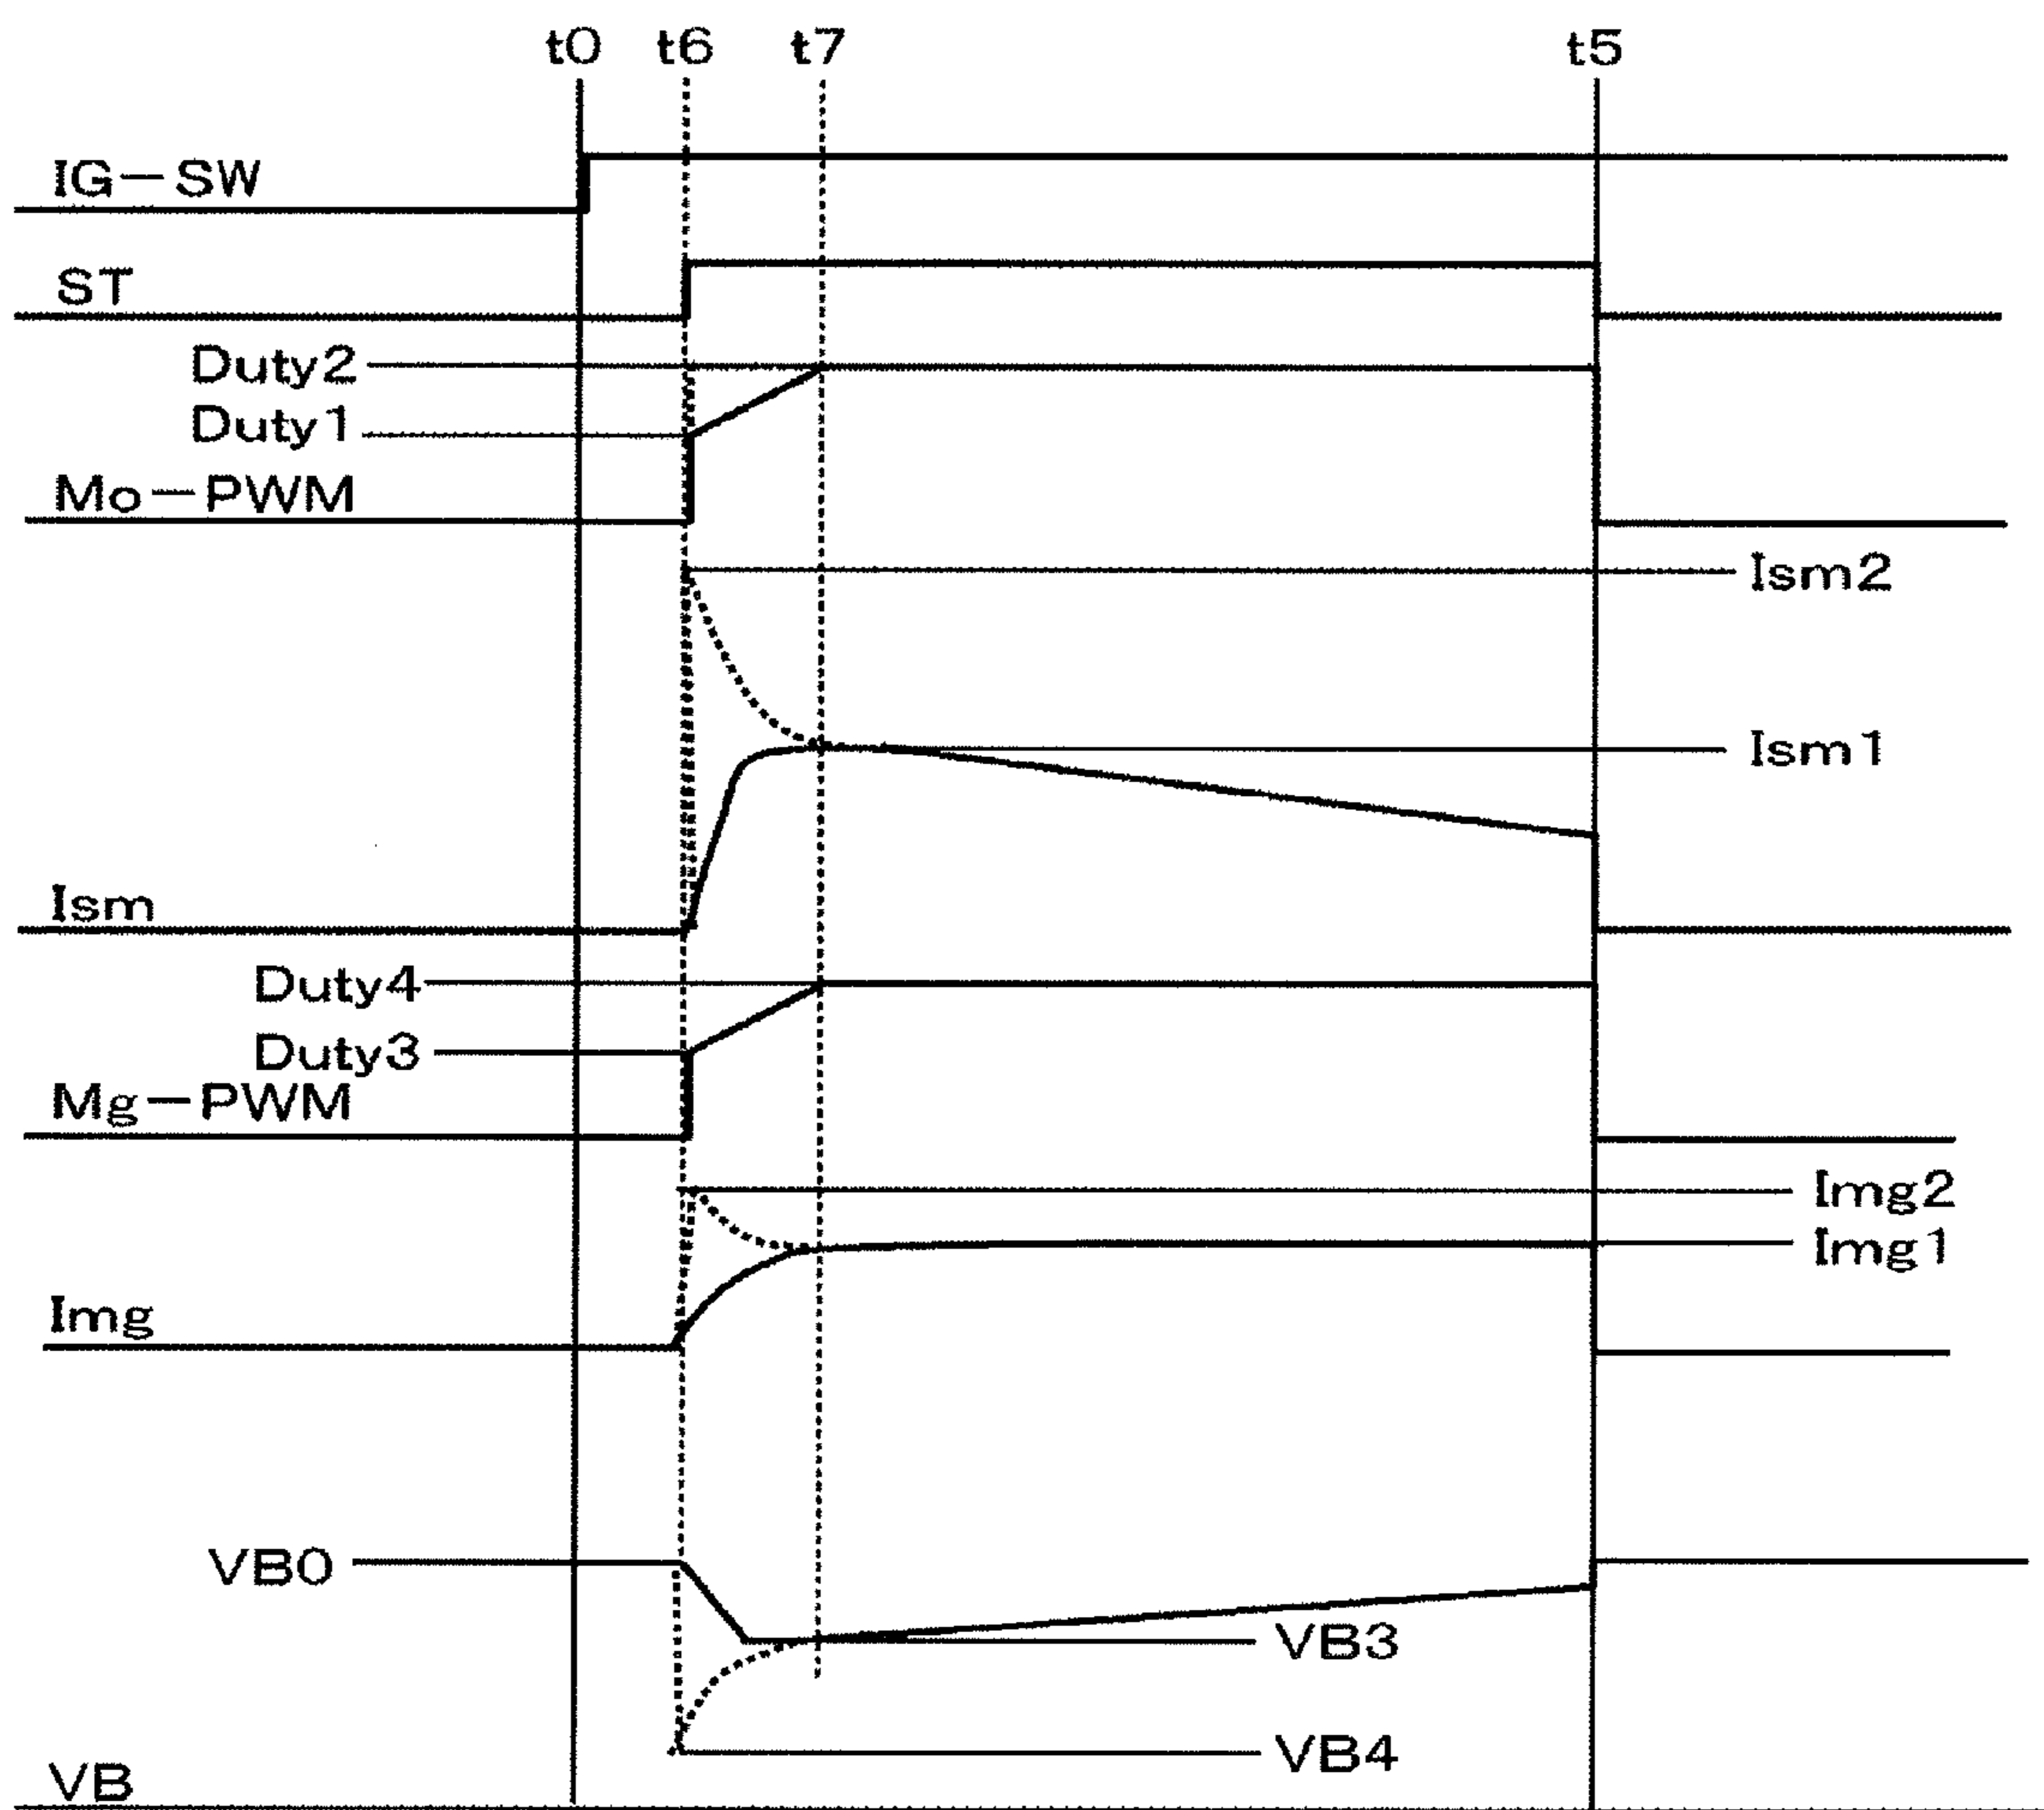 t0 t6 t7 t5
IG－SW
ST
Duty2
Duty1
Mo－PWM
Ism2
Ism1
Ism
Duty4
Duty3
Mg－PWM
Img2
Img1
Img
VB0
VB3
VB4
VB